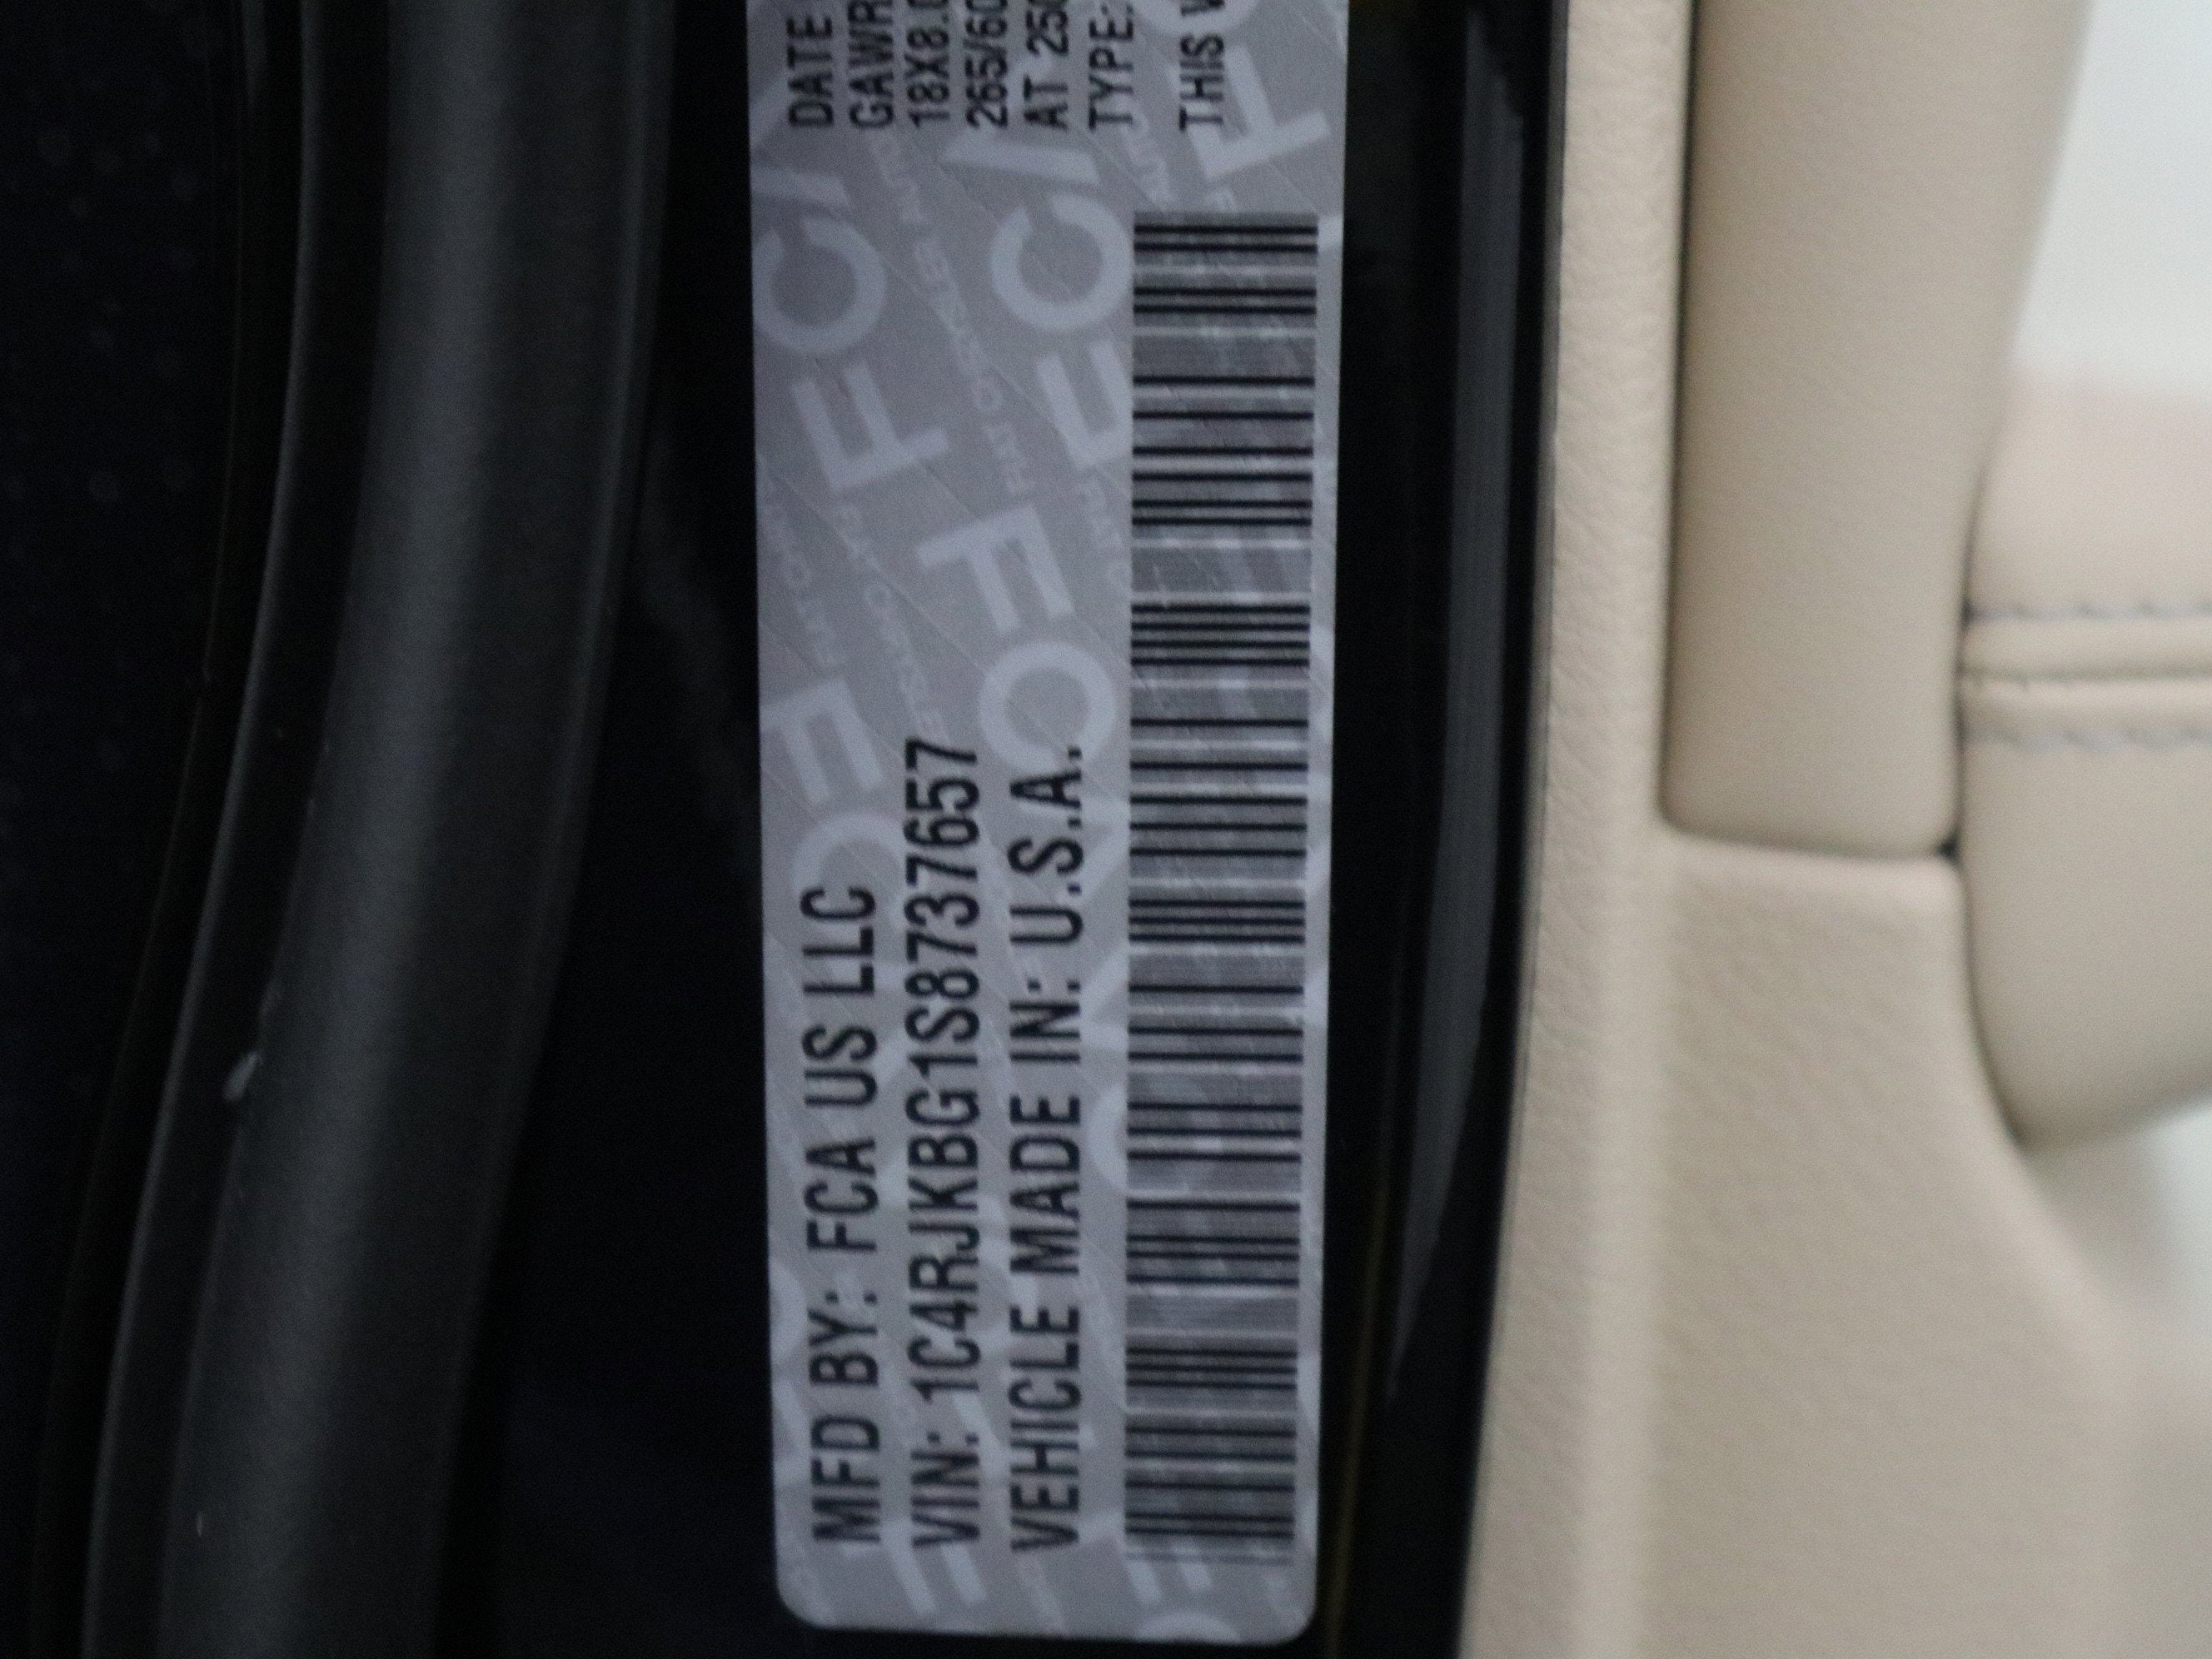 MFD BY: FCA US LLC
VIN: 1C4RJKBG1S8737657
VEHICLE MADE IN: U.S.A.
DATE
GAWR
18X8.0
265/60
AT 250
TYPE:
THIS V